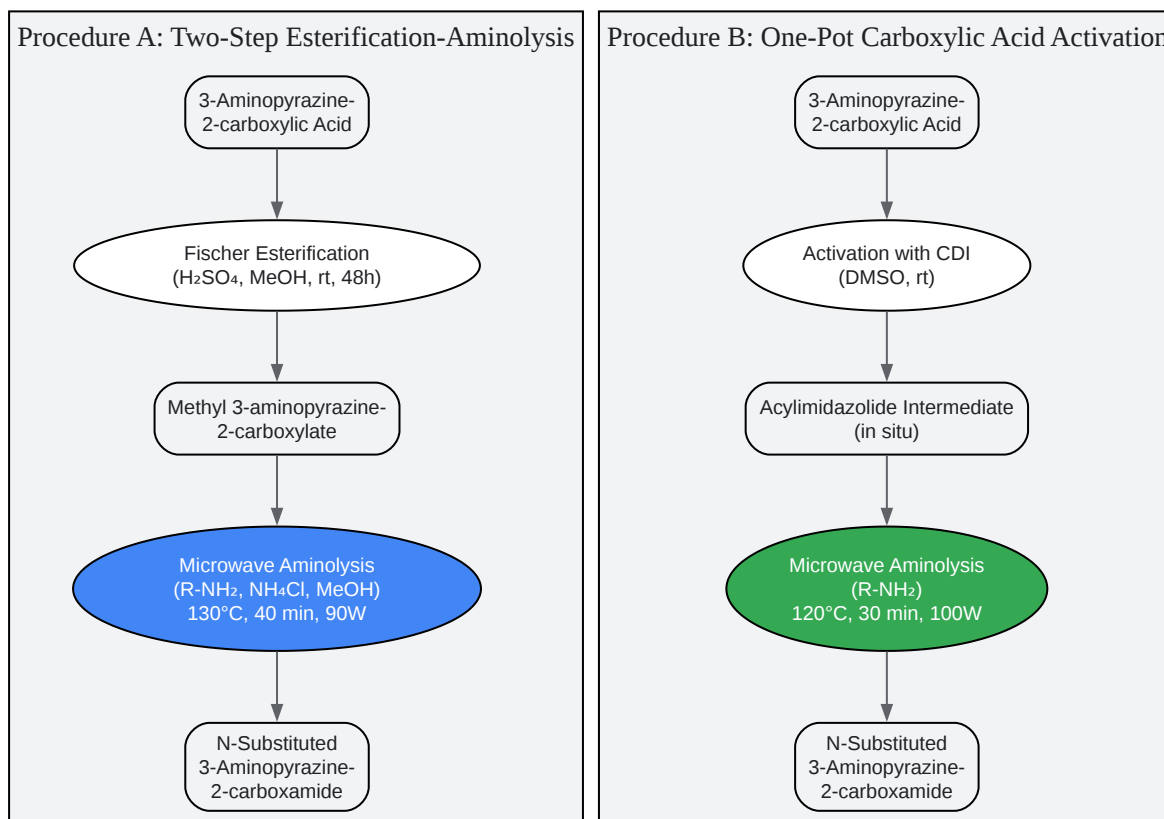 Procedure A: Two-Step Esterification-Aminolysis
3-Aminopyrazine-
2-carboxylic Acid
Fischer Esterification
(H₂SO₄, MeOH, rt, 48h)
Methyl 3-aminopyrazine-
2-carboxylate
Microwave Aminolysis
(R-NH₂, NH₄Cl, MeOH)
130°C, 40 min, 90W
N-Substituted
3-Aminopyrazine-
2-carboxamide
Procedure B: One-Pot Carboxylic Acid Activation
3-Aminopyrazine-
2-carboxylic Acid
Activation with CDI
(DMSO, rt)
Acylimidazolide Intermediate
(in situ)
Microwave Aminolysis
(R-NH₂)
120°C, 30 min, 100W
N-Substituted
3-Aminopyrazine-
2-carboxamide